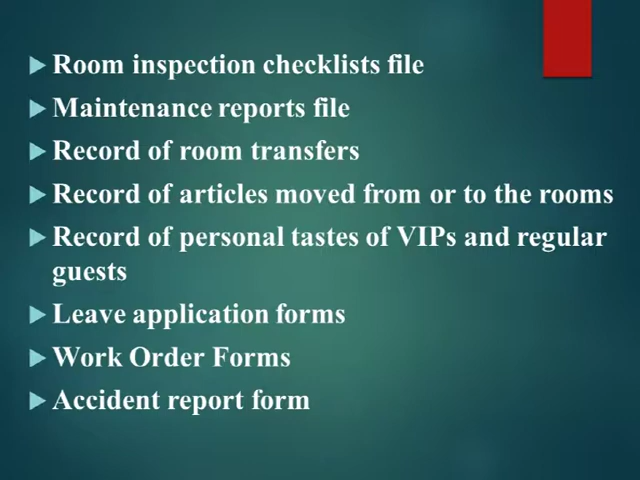 Room inspection checklists file
Maintenance reports file
Record of room transfers
Record of articles moved from or to the rooms
Record of personal tastes of VIPs and regular
guests
Leave application forms
Work Order Forms
Accident report form